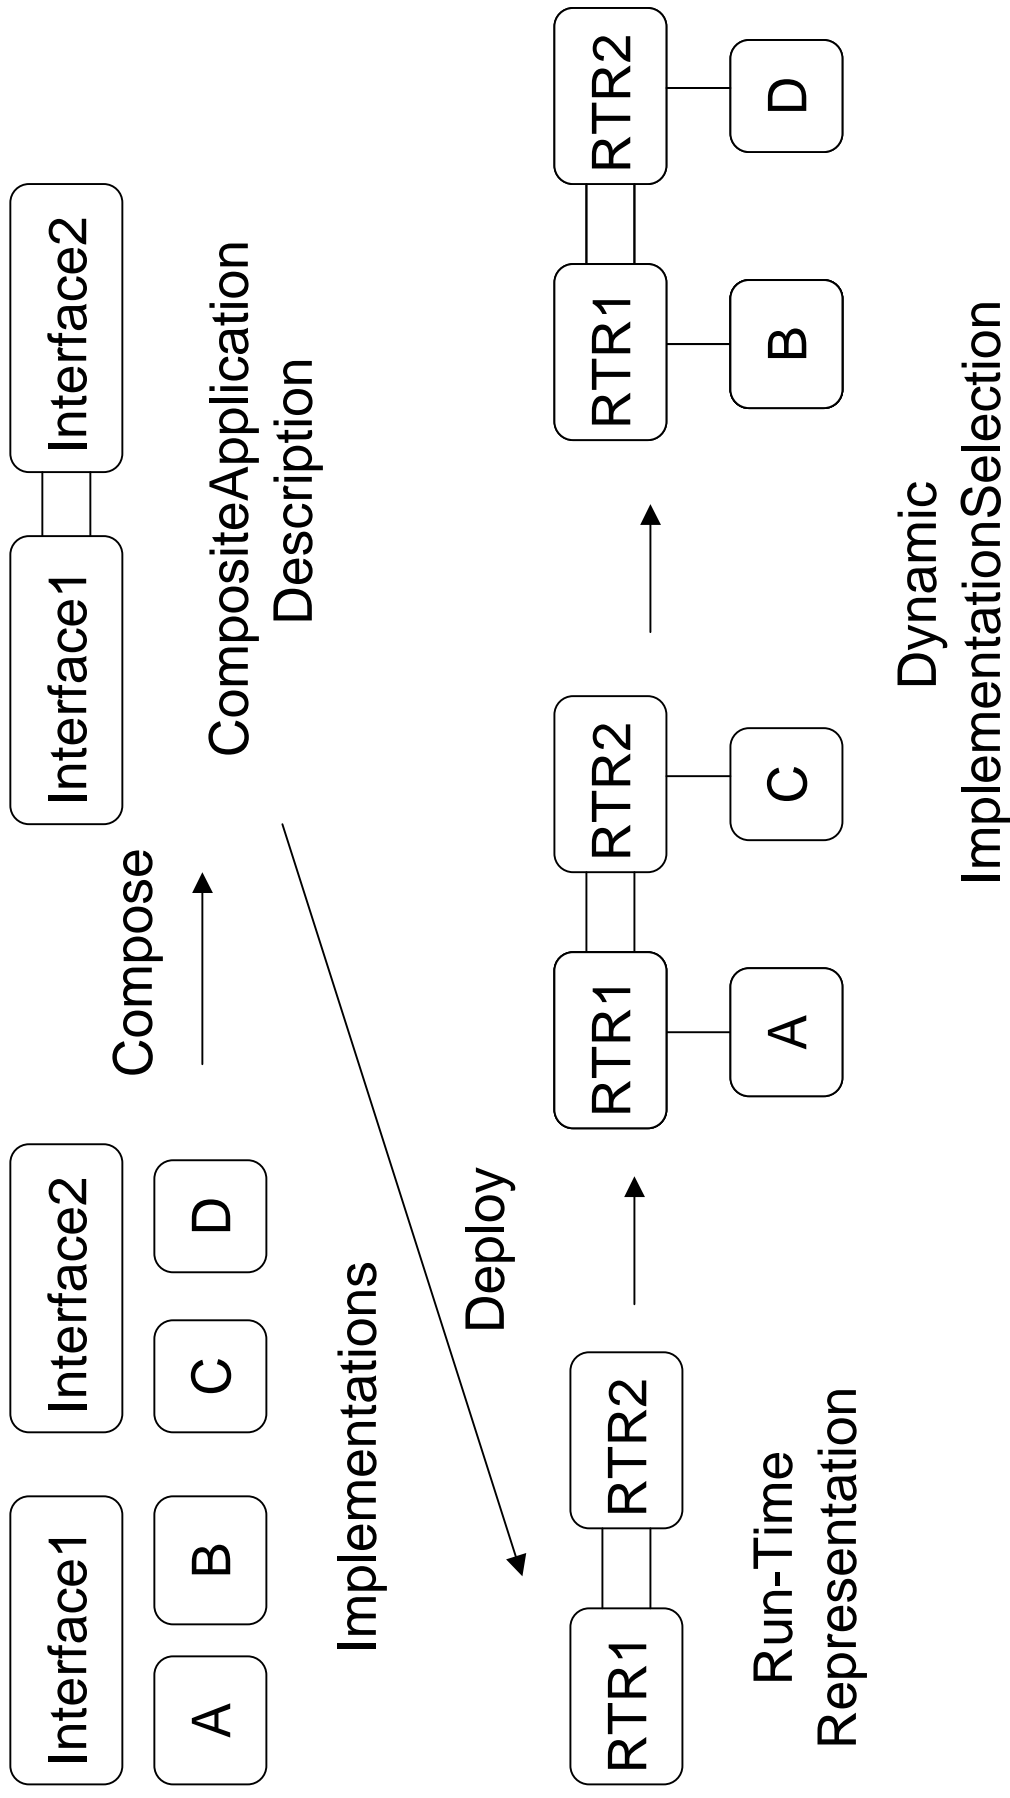 Interface1
Interface2
A
B
C
D
Implementations
Compose
Interface1
Interface2
CompositeApplication
Description
Deploy
RTR1
RTR2
Run-Time
Representation
RTR1
RTR2
A
C
RTR1
RTR2
B
D
Dynamic
ImplementationSelection